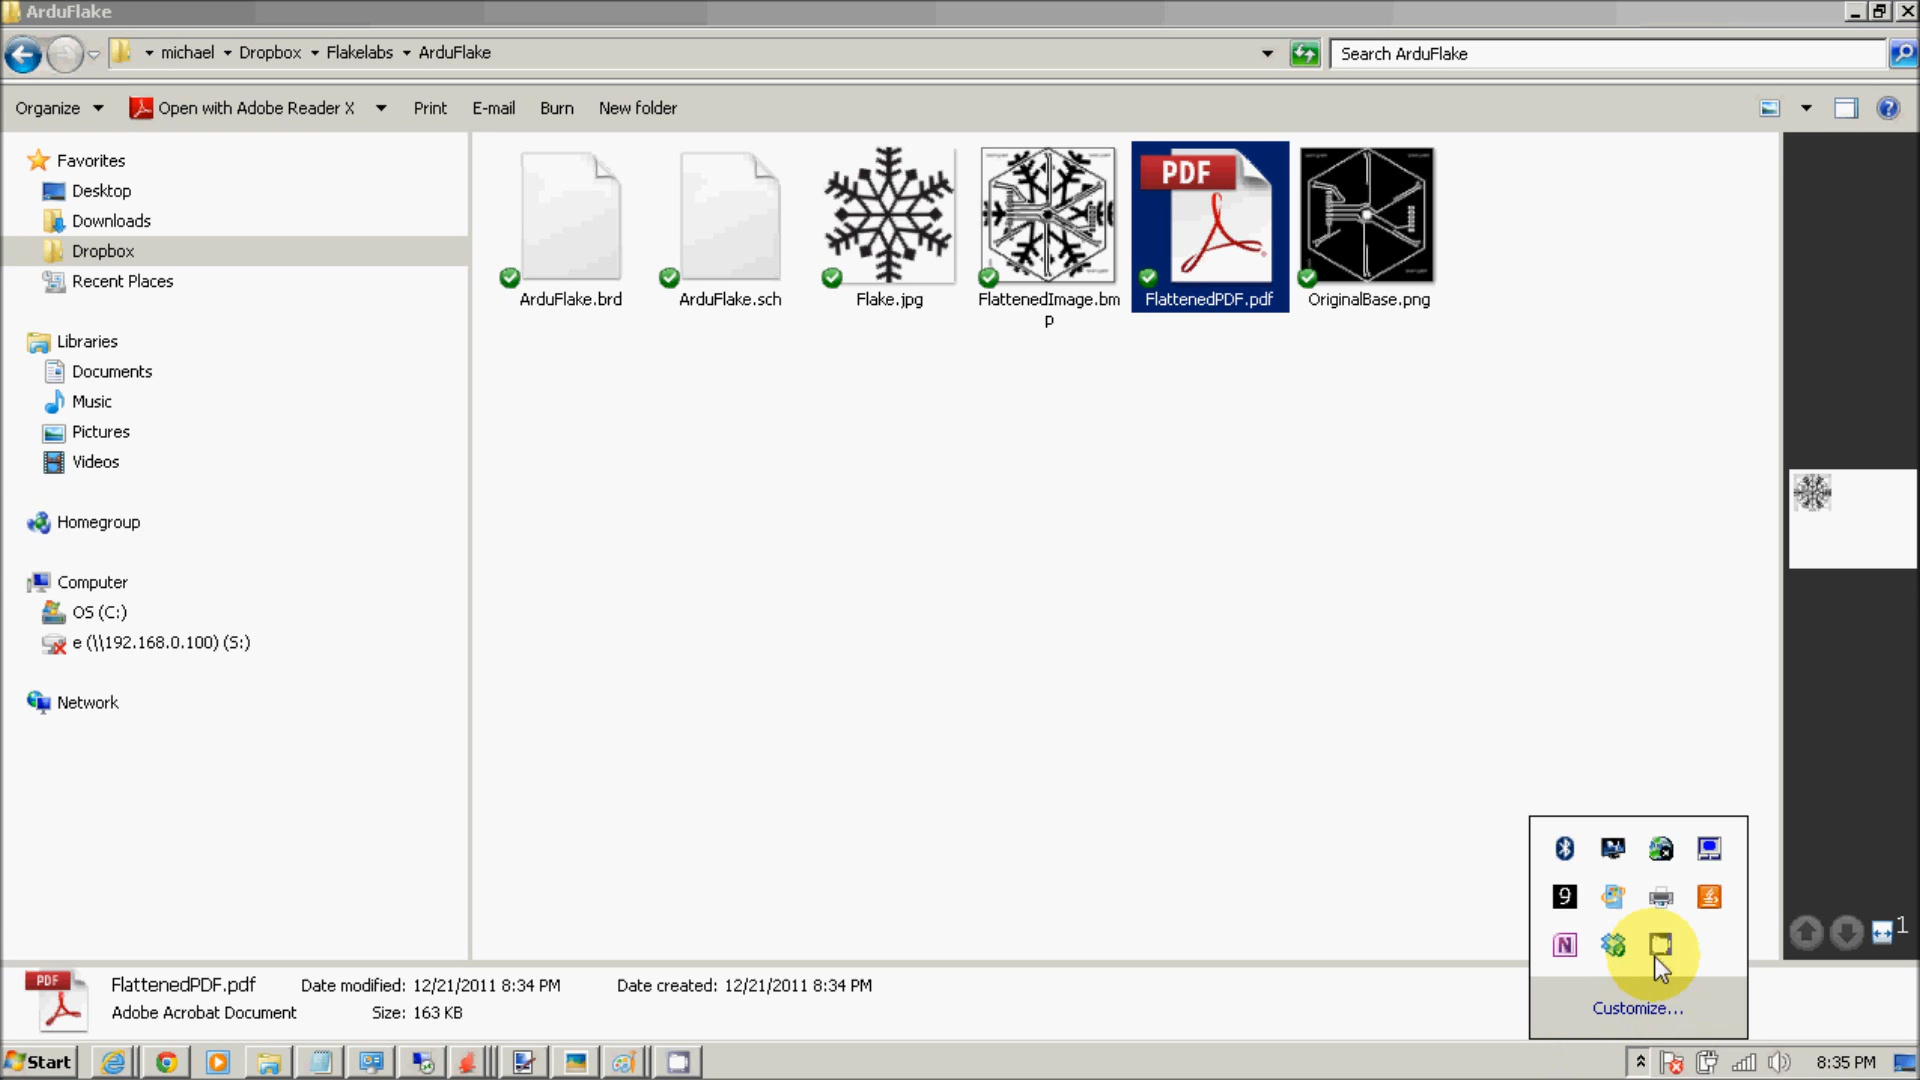 ArduFlake
michael Dropbox Flakelabs ArduFlake
Search ArduFlake
Organize Open with Adobe Reader X Print E-mail Burn New folder
Favorites
Desktop
Downloads
Dropbox
Recent Places
Libraries
Documents
Music
Pictures
Videos
Homegroup
Computer
OS (C:)
e (\\192.168.0.100) (S:)
Network
PDF
ArduFlake.brd
ArduFlake.sch
Flake.jpg
FlattenedImage.bm
p
FlattenedPDF.pdf
OriginalBase.png
9
N
1
Customize...
PDF
FlattenedPDF.pdf Date modified: 12/21/2011 8:34 PM Date created: 12/21/2011 8:34 PM
Adobe Acrobat Document Size: 163 KB
Start
8:35 PM